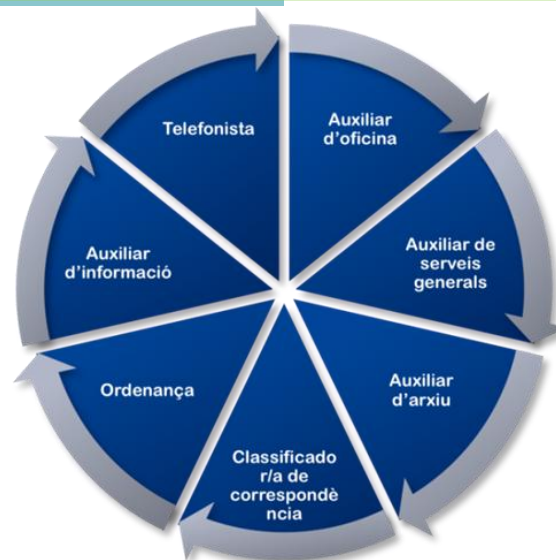 Telefonista
Auxiliar
d'oficina
Auxiliar de
serveis
generals
Auxiliar
d'arxiu
Classificado
r/a de
correspondè
ncia
Ordenança
Auxiliar
d'informació